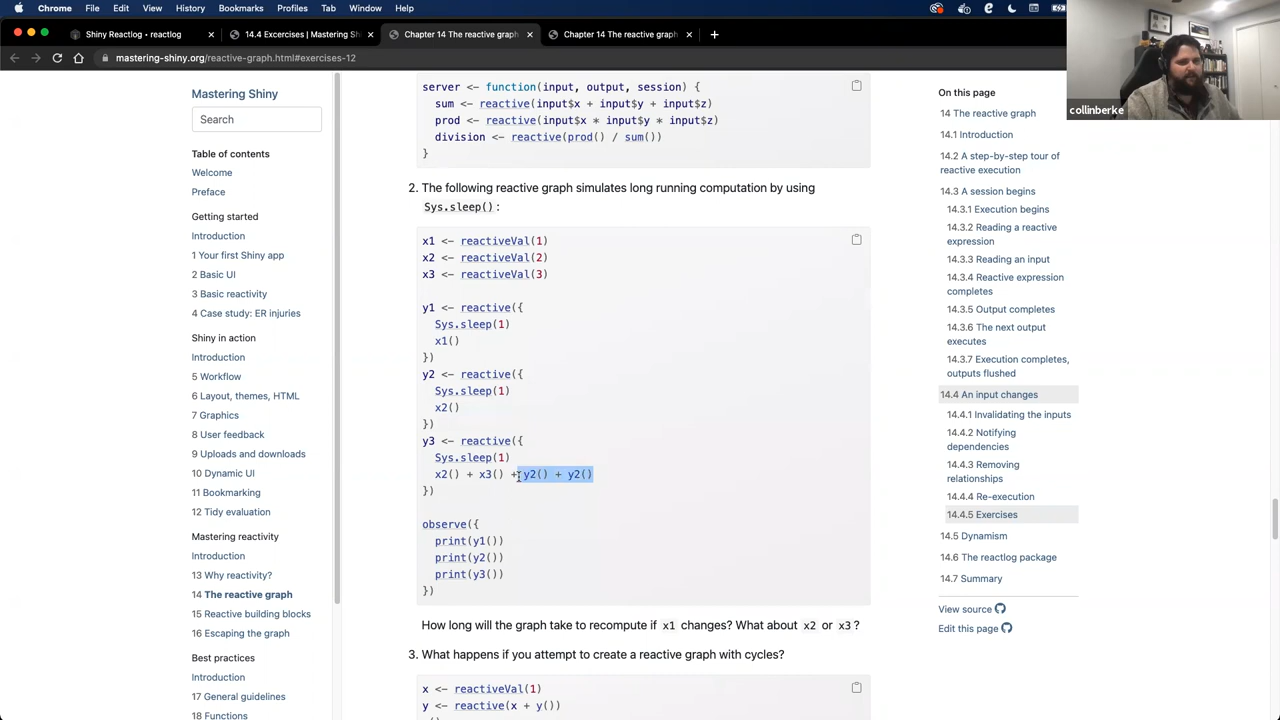 Chrome File Edit View History Bookmarks Profiles Tab Window Help
Shiny Reactlog • reactlog
14.4 Excercises | Mastering Sh
Chapter 14 The reactive graph
Chapter 14 The reactive graph
mastering-shiny.org/reactive-graph.html#exercises-12
collinberke
Mastering Shiny
Search
Table of contents
Welcome
Preface
Getting started
Introduction
1 Your first Shiny app
2 Basic UI
3 Basic reactivity
4 Case study: ER injuries
Shiny in action
Introduction
5 Workflow
6 Layout, themes, HTML
7 Graphics
8 User feedback
9 Uploads and downloads
10 Dynamic UI
11 Bookmarking
12 Tidy evaluation
Mastering reactivity
Introduction
13 Why reactivity?
14 The reactive graph
15 Reactive building blocks
16 Escaping the graph
Best practices
Introduction
17 General guidelines
18 Functions
server <- function(input, output, session) {
sum <- reactive(input$x + input$y + input$z)
prod <- reactive(input$x * input$y * input$z)
division <- reactive(prod() / sum())
}
2. The following reactive graph simulates long running computation by using
Sys.sleep():
x1 <- reactiveVal(1)
x2 <- reactiveVal(2)
x3 <- reactiveVal(3)
y1 <- reactive({
Sys.sleep(1)
x1()
})
y2 <- reactive({
Sys.sleep(1)
x2()
})
y3 <- reactive({
Sys.sleep(1)
x2() + x3() + y2() + y2()
})
observe({
print(y1())
print(y2())
print(y3())
})
How long will the graph take to recompute if x1 changes? What about x2 or x3?
3. What happens if you attempt to create a reactive graph with cycles?
x <- reactiveVal(1)
y <- reactive(x + y())
On this page
14 The reactive graph
14.1 Introduction
14.2 A step-by-step tour of
reactive execution
14.3 A session begins
14.3.1 Execution begins
14.3.2 Reading a reactive
expression
14.3.3 Reading an input
14.3.4 Reactive expression
completes
14.3.5 Output completes
14.3.6 The next output
executes
14.3.7 Execution completes,
outputs flushed
14.4 An input changes
14.4.1 Invalidating the inputs
14.4.2 Notifying
dependencies
14.4.3 Removing
relationships
14.4.4 Re-execution
14.4.5 Exercises
14.5 Dynamism
14.6 The reactlog package
14.7 Summary
View source
Edit this page